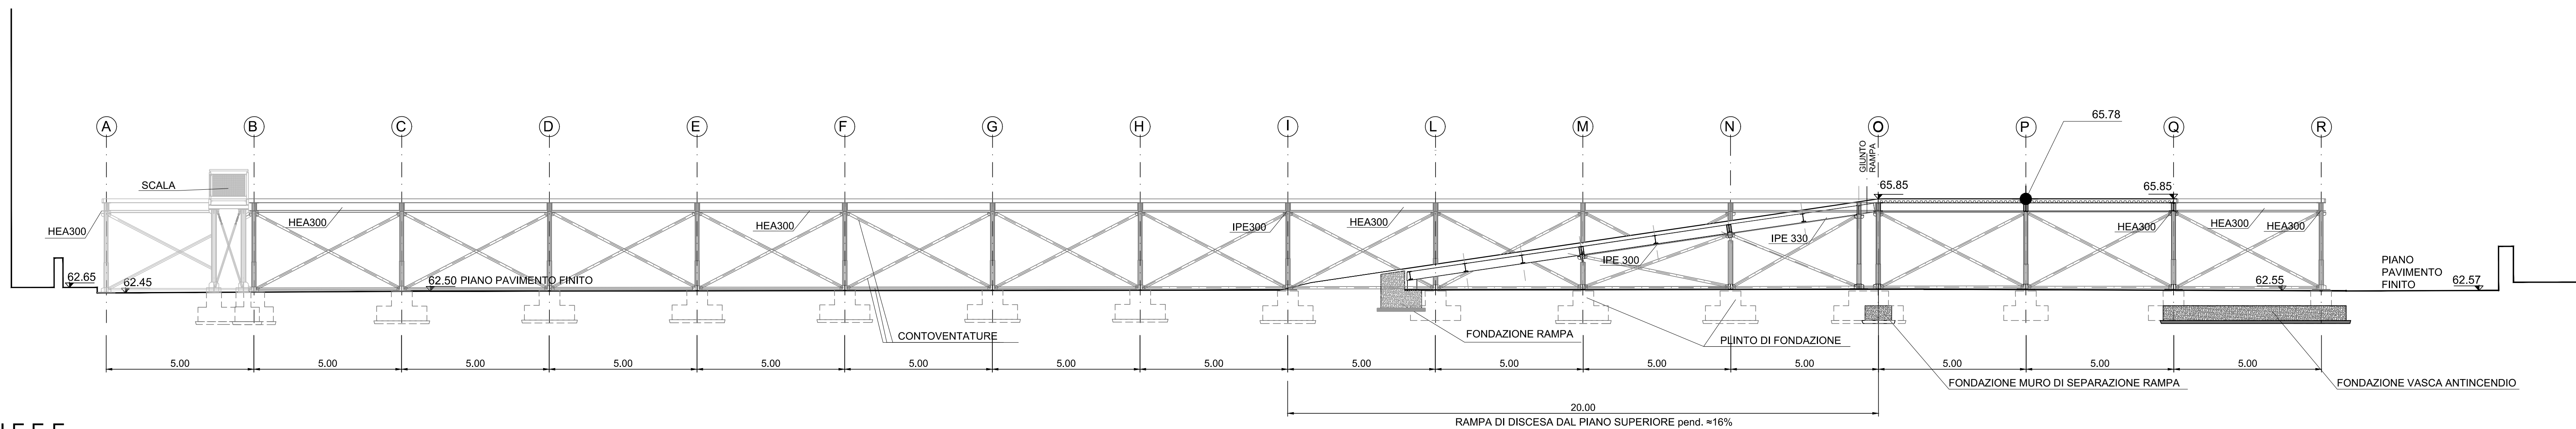 65.78
A B C D E F G H I L M N O P Q R
GIUNTO
RAMPA
SCALA
65.85
65.85
HEA300
HEA300
HEA300
IPE300
HEA300
IPE 330
IPE 300
HEA300
HEA300
HEA300
62.65
62.45
62.50 PIANO PAVIMENTO FINITO
62.55
PIANO
PAVIMENTO
FINITO
62.57
CONTOVENTATURE
FONDAZIONE RAMPA
PLINTO DI FONDAZIONE
5.00 5.00 5.00 5.00 5.00 5.00 5.00 5.00 5.00 5.00 5.00 5.00 5.00 5.00 5.00
FONDAZIONE MURO DI SEPARAZIONE RAMPA
FONDAZIONE VASCA ANTINCENDIO
20.00
RAMPA DI DISCESA DAL PIANO SUPERIORE pend. ≈16%